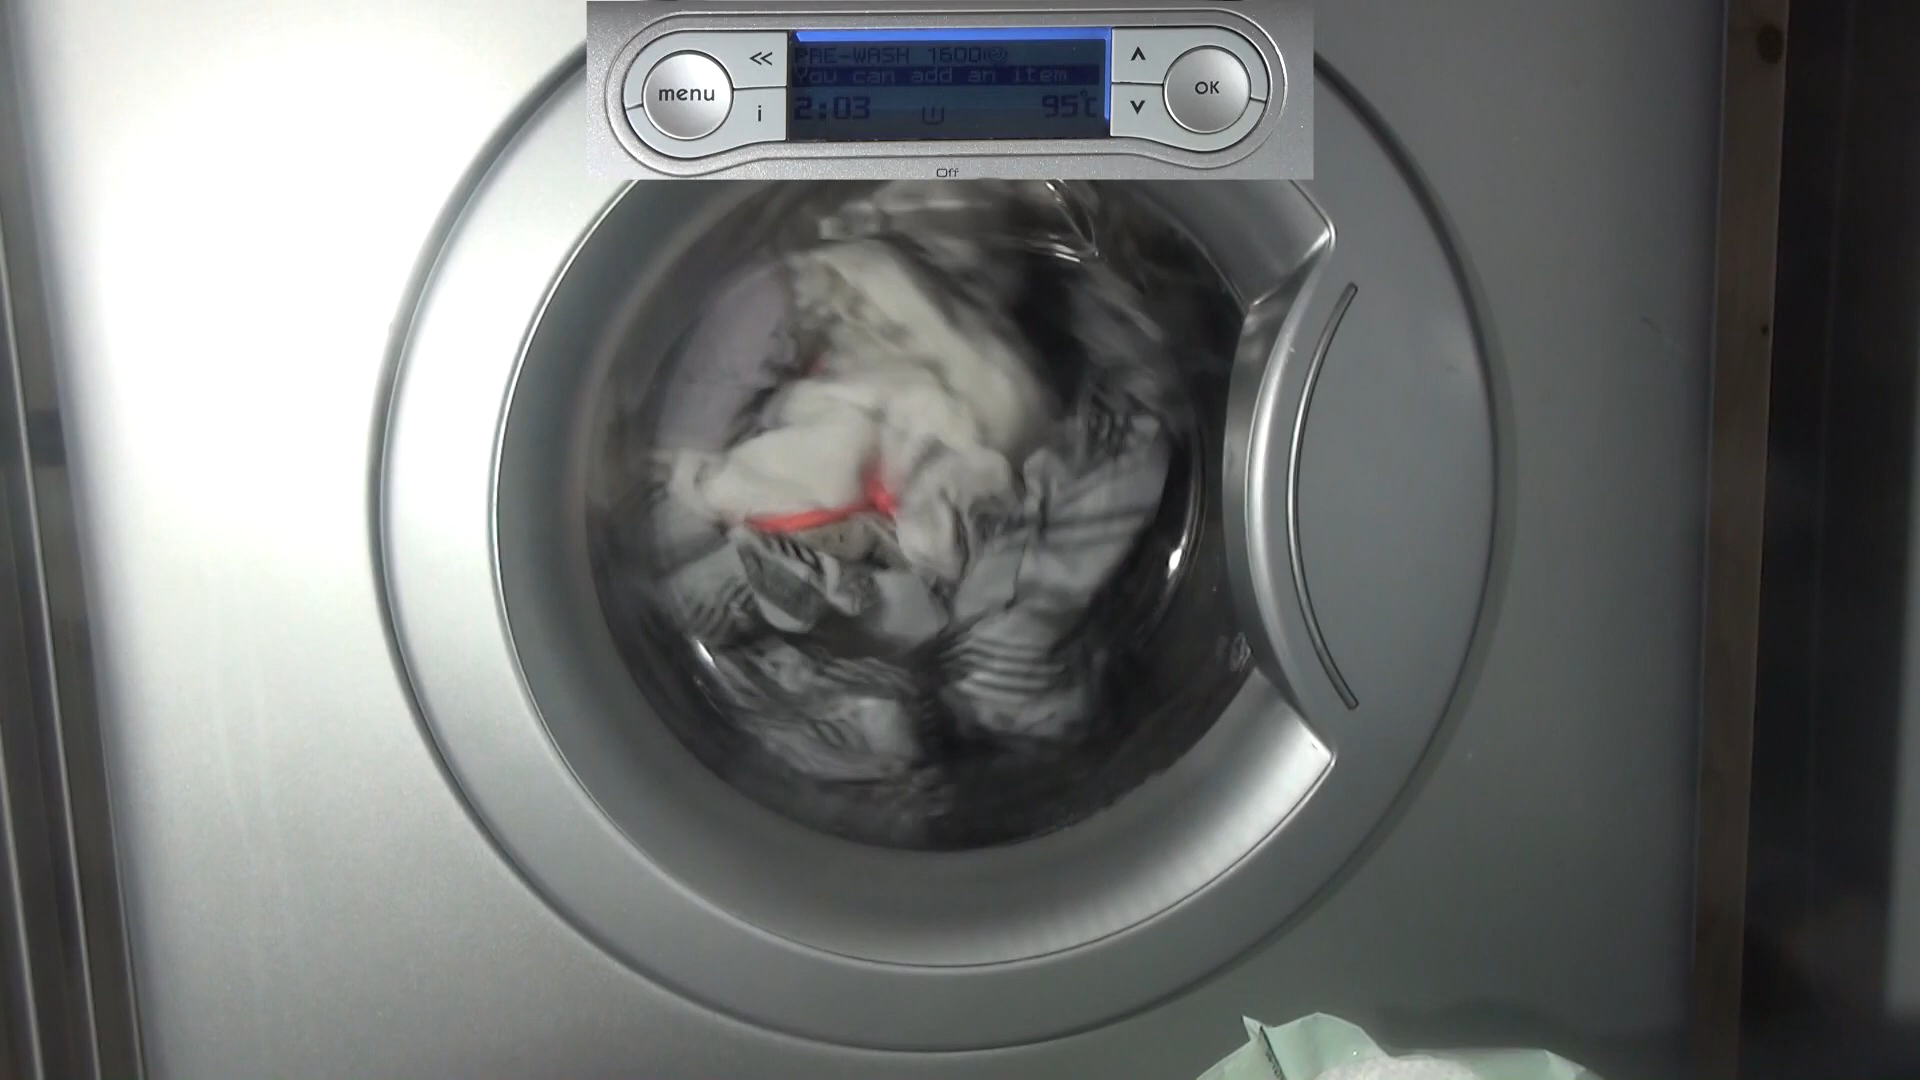 menu
<<
i
PRE-WASH 1600
You can add an item
2:03 95°C
OK
Off